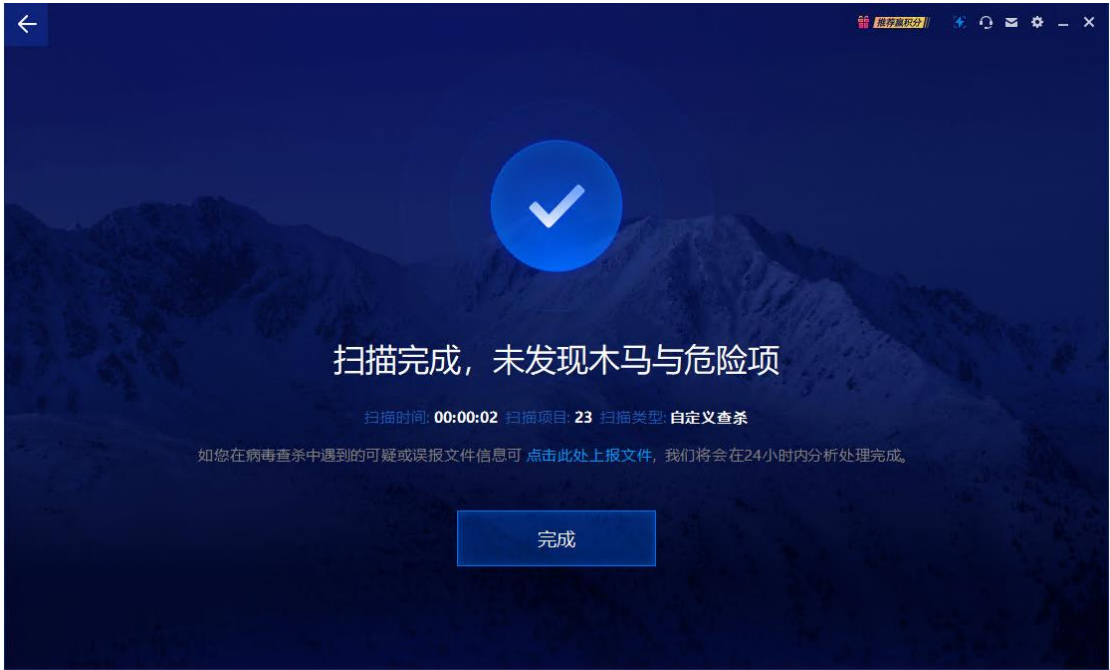 推荐赢积分
扫描完成，未发现木马与危险项
扫描时间: 00:00:02 扫描项目: 23 扫描类型: 自定义查杀
如您在病毒查杀中遇到的可疑或误报文件信息可 点击此处上报文件，我们将会在24小时内分析处理完成。
完成